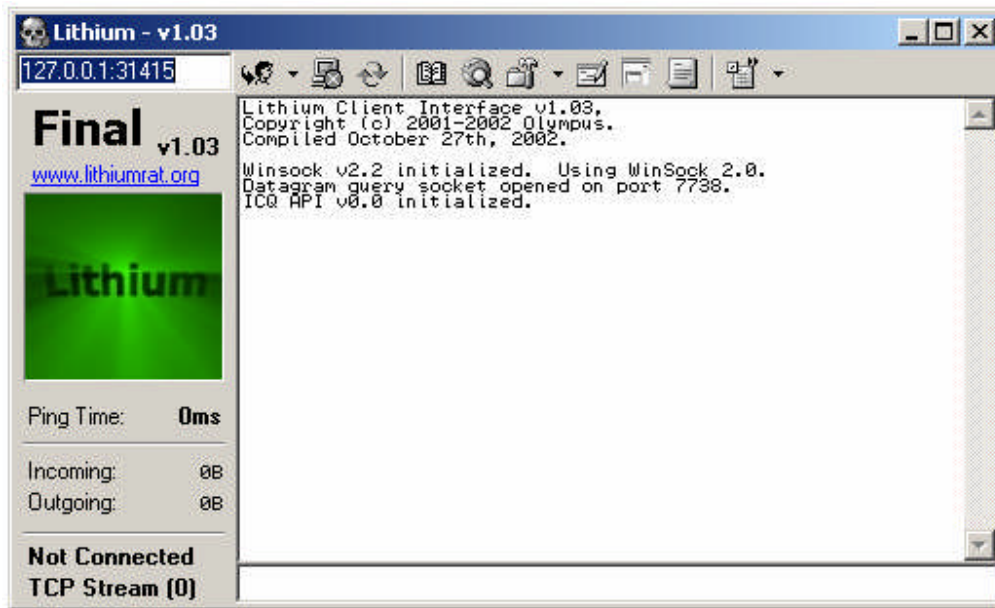 Lithium - v1.03
127.0.0.1:31415
Final v1.03
www.lithiumrat.org
Lithium
Ping Time: 0ms
Incoming: 0B
Outgoing: 0B
Not Connected
TCP Stream (0)
Lithium Client Interface v1.03,
Copyright (c) 2001-2002 Olympus.
Compiled October 27th, 2002.
Winsock v2.2 initialized. Using WinSock 2.0.
Datagram query socket opened on port 7738.
ICQ API v0.0 initialized.